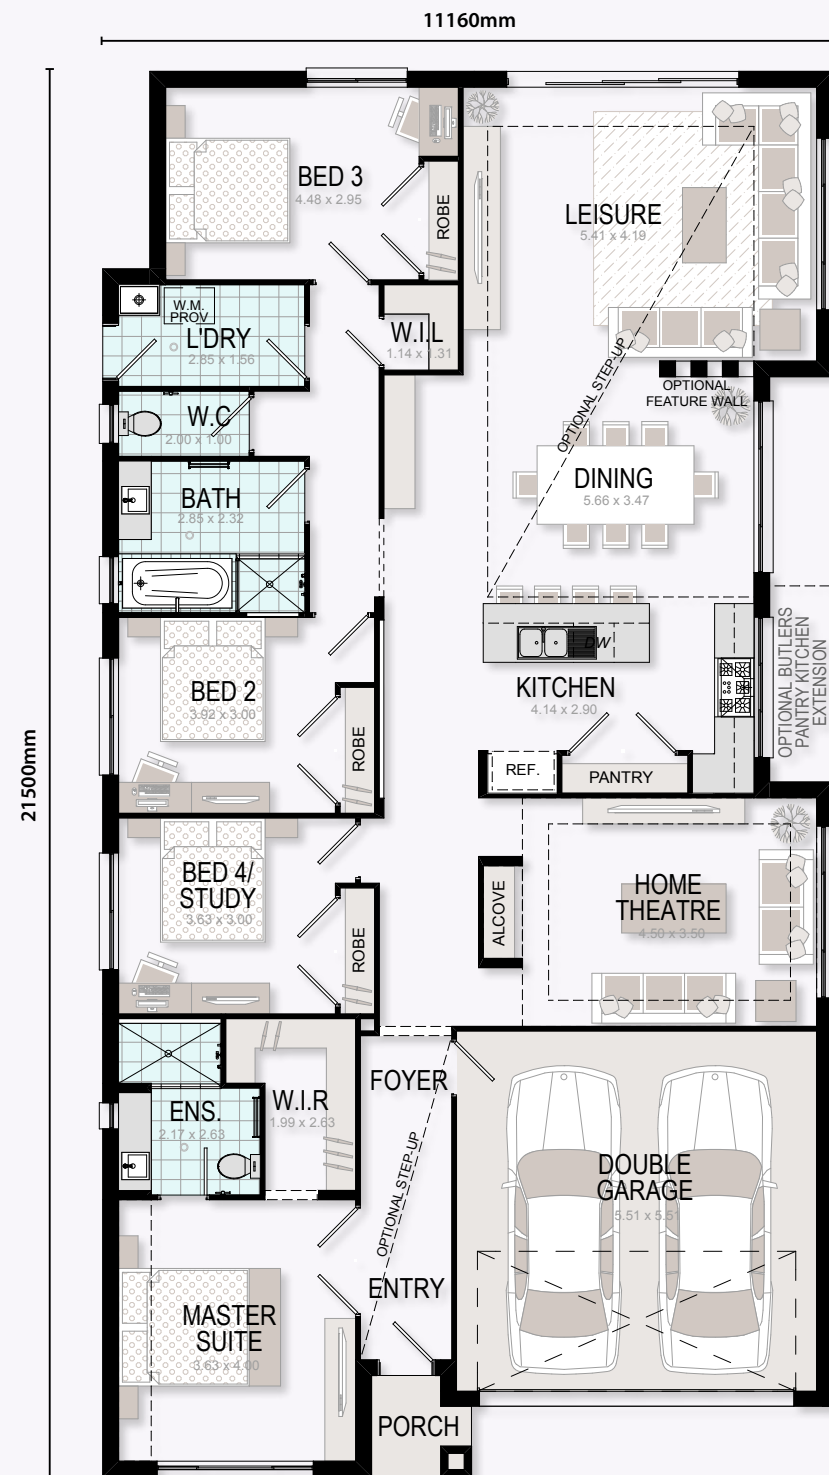 11160mm
21500mm
BED 3
4.48 x 2.95
ROBE
LEISURE
5.41 x 4.19
W.M.
PROV
L'DRY
2.85 x 1.56
W.I.L
1.14 x 1.31
OPTIONAL STEP-UP
OPTIONAL
FEATURE WALL
W.C
2.00 x 1.00
BATH
2.85 x 2.32
DINING
5.66 x 3.47
DW
KITCHEN
4.14 x 2.90
OPTIONAL BUTLERS
PANTRY KITCHEN
EXTENSION
BED 2
3.92 x 3.00
ROBE
REF.
PANTRY
BED 4/
STUDY
3.63 x 3.00
ROBE
ALCOVE
HOME
THEATRE
4.50 x 3.50
FOYER
ENS.
2.17 x 2.63
W.I.R
1.99 x 2.63
OPTIONAL STEP-UP
DOUBLE
GARAGE
5.51 x 5.51
ENTRY
MASTER
SUITE
3.63 x 4.00
PORCH